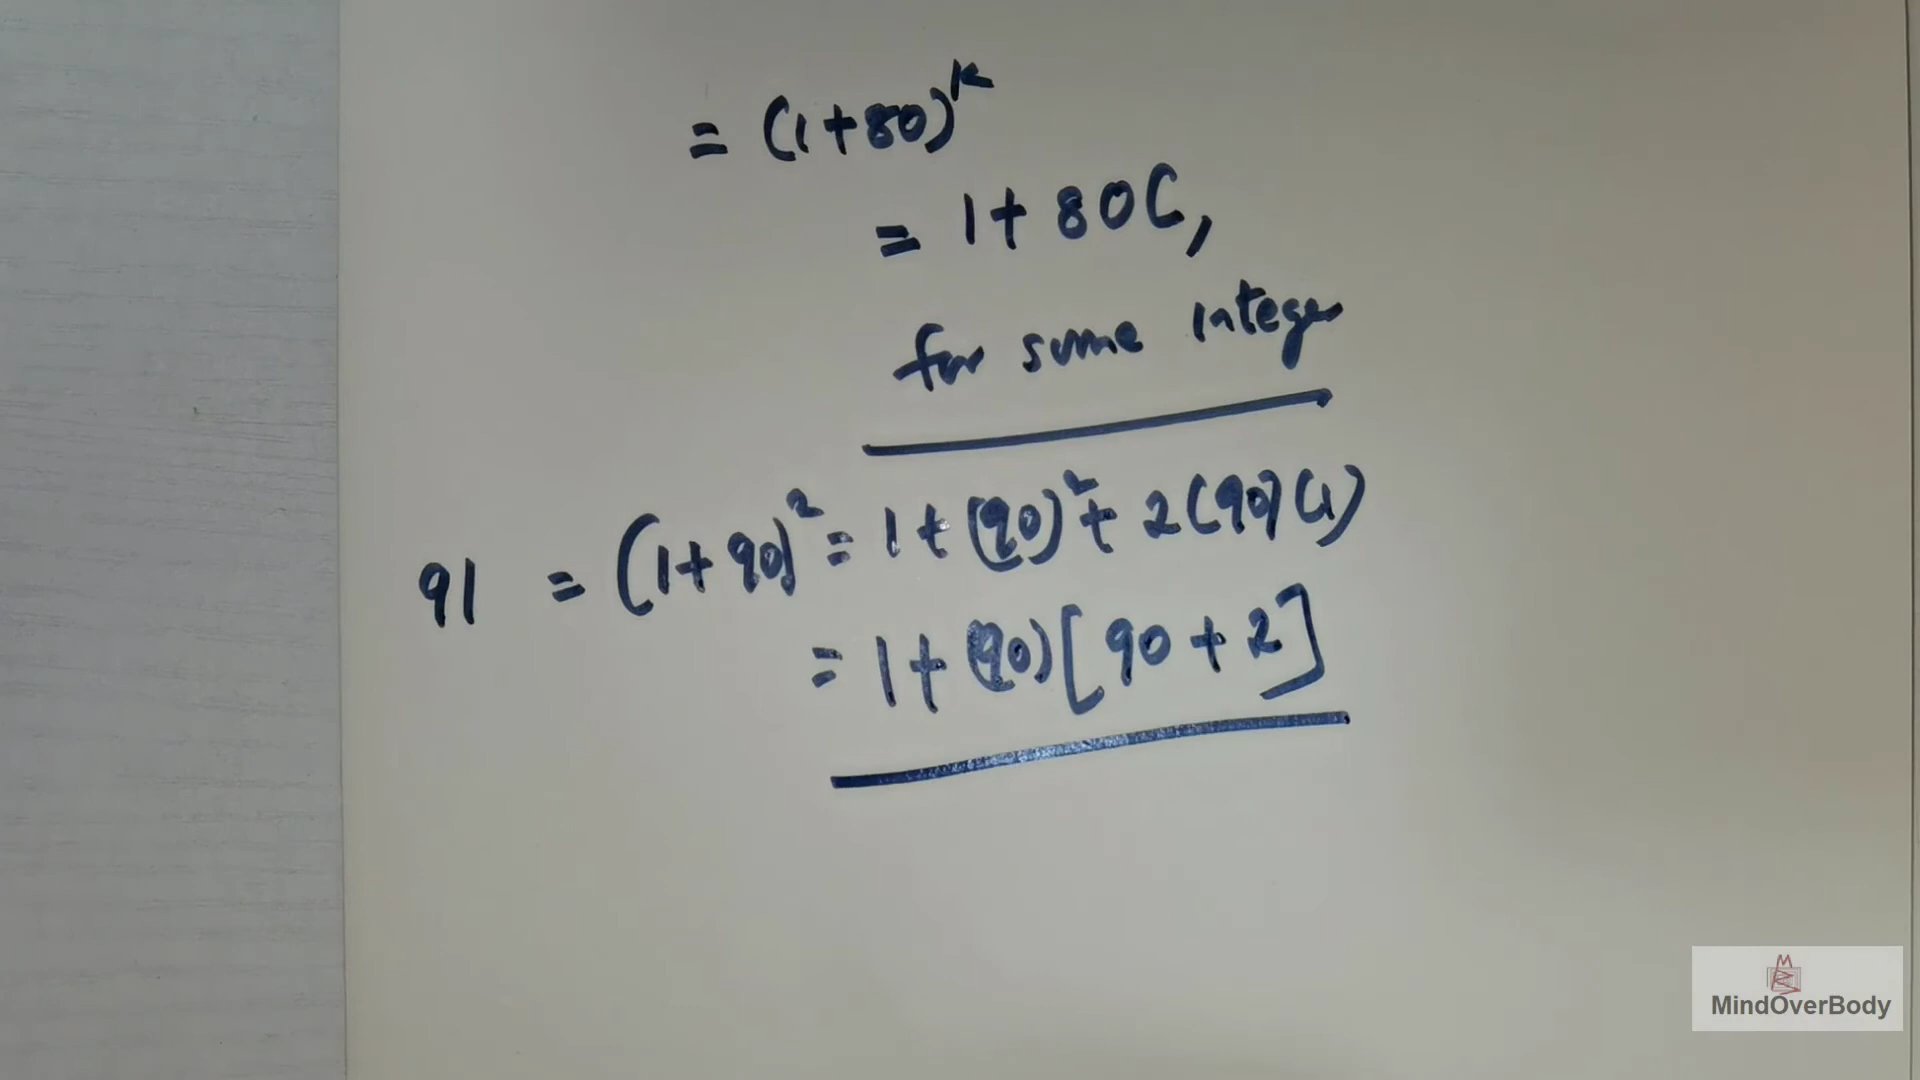 = (1+80)^k
= 1+ 80C,
for some integer
91 = (1+90)^2 = 1+(90)^2+ 2(90)(1)
= 1+(90)[90+2]
MindOverBody